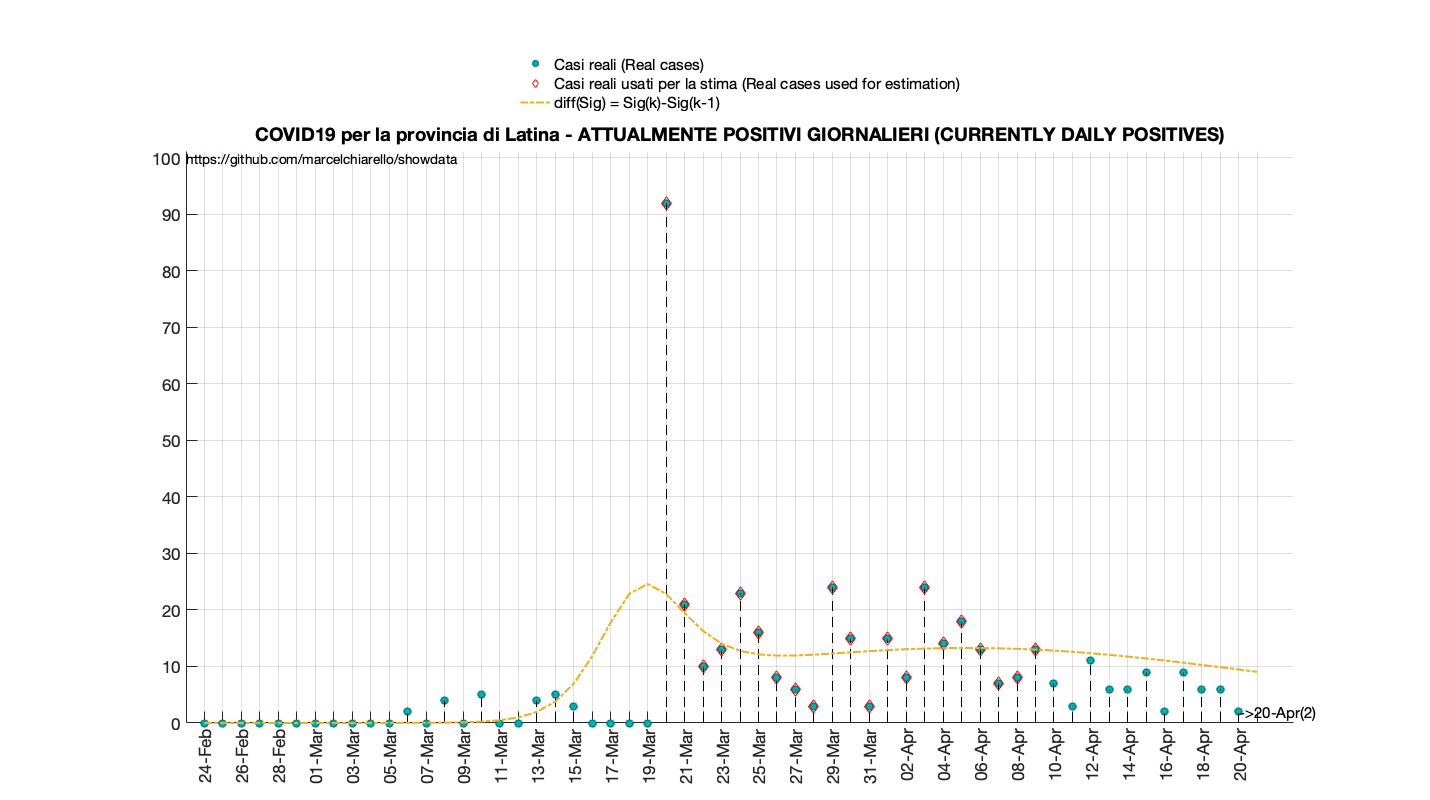 Casi reali (Real cases)
Casi reali usati per la stima (Real cases used for estimation)
diff(Sig) = Sig(k)-Sig(k-1)
COVID19 per la provincia di Latina - ATTUALMENTE POSITIVI GIORNALIERI (CURRENTLY DAILY POSITIVES)
https://github.com/marcelchiarello/showdata
100
90
80
70
60
50
40
30
20
10
0
->20-Apr(2)
24-Feb
26-Feb
28-Feb
01-Mar
03-Mar
05-Mar
07-Mar
09-Mar
11-Mar
13-Mar
15-Mar
17-Mar
19-Mar
21-Mar
23-Mar
25-Mar
27-Mar
29-Mar
31-Mar
02-Apr
04-Apr
06-Apr
08-Apr
10-Apr
12-Apr
14-Apr
16-Apr
18-Apr
20-Apr